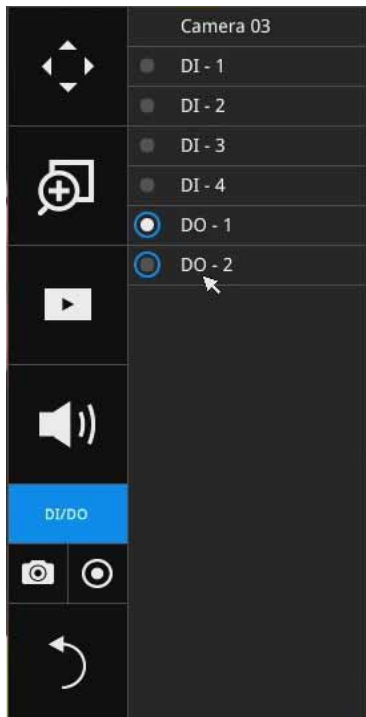 Camera 03
DI - 1
DI - 2
DI - 3
DI - 4
DO - 1
DO - 2
DI/DO